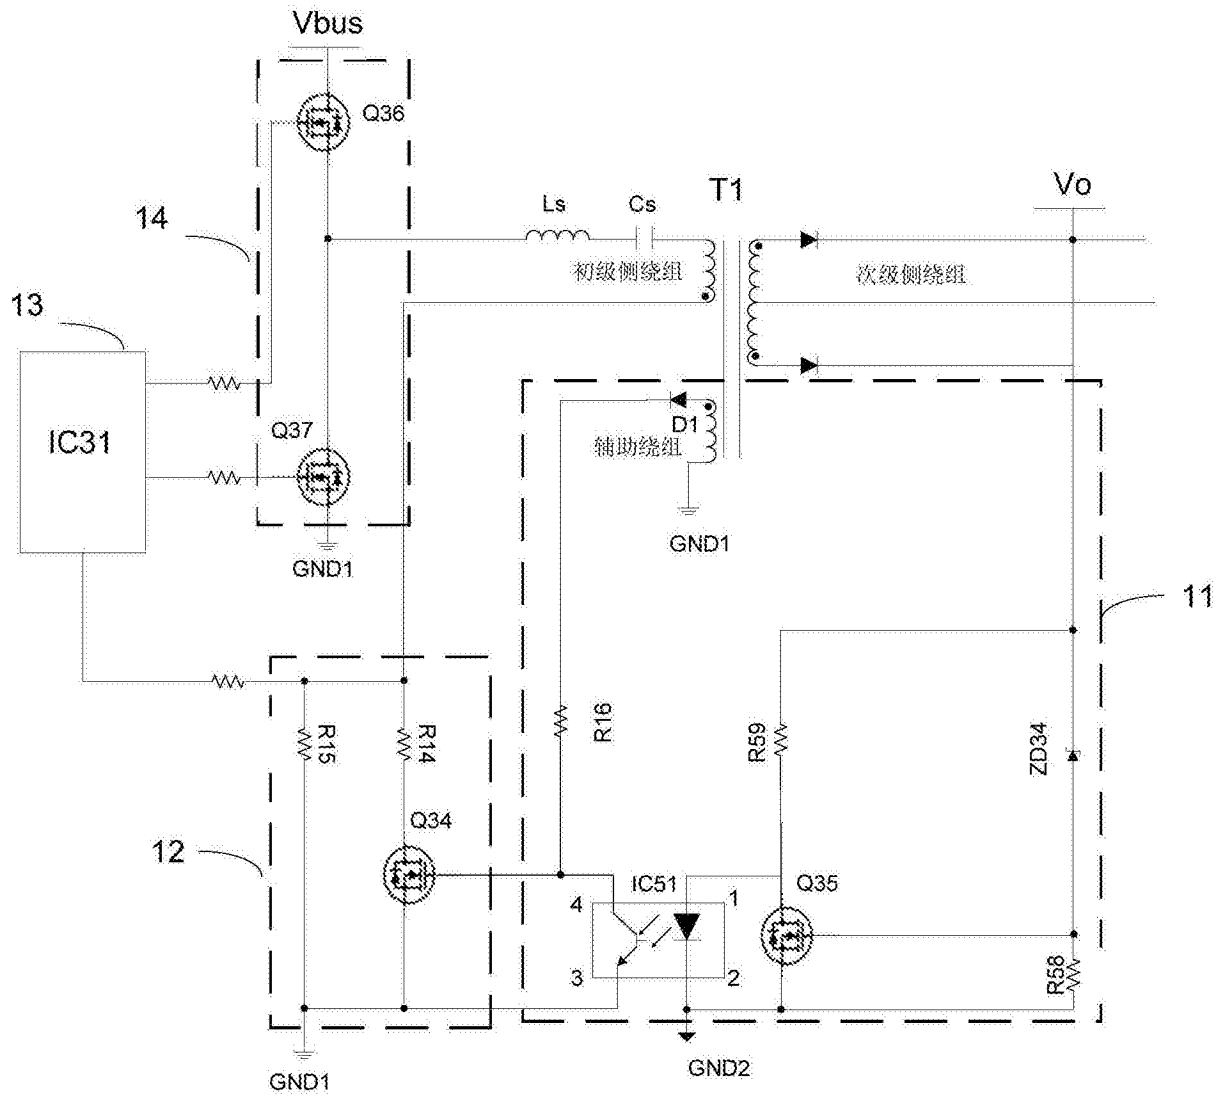 Vbus
Q36
T1
Vo
14
Ls
Cs
初级侧绕组
次级侧绕组
13
IC31
Q37
D1
辅助绕组
GND1
GND1
11
R15
R14
R16
R59
ZD34
Q34
12
IC51
Q35
4
1
3
2
R58
GND1
GND2